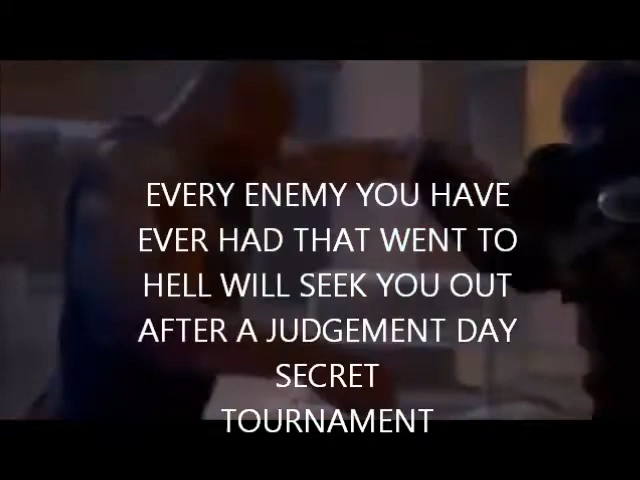 EVERY ENEMY YOU HAVE
EVER HAD THAT WENT TO
HELL WILL SEEK YOU OUT
AFTER A JUDGEMENT DAY
SECRET
TOURNAMENT